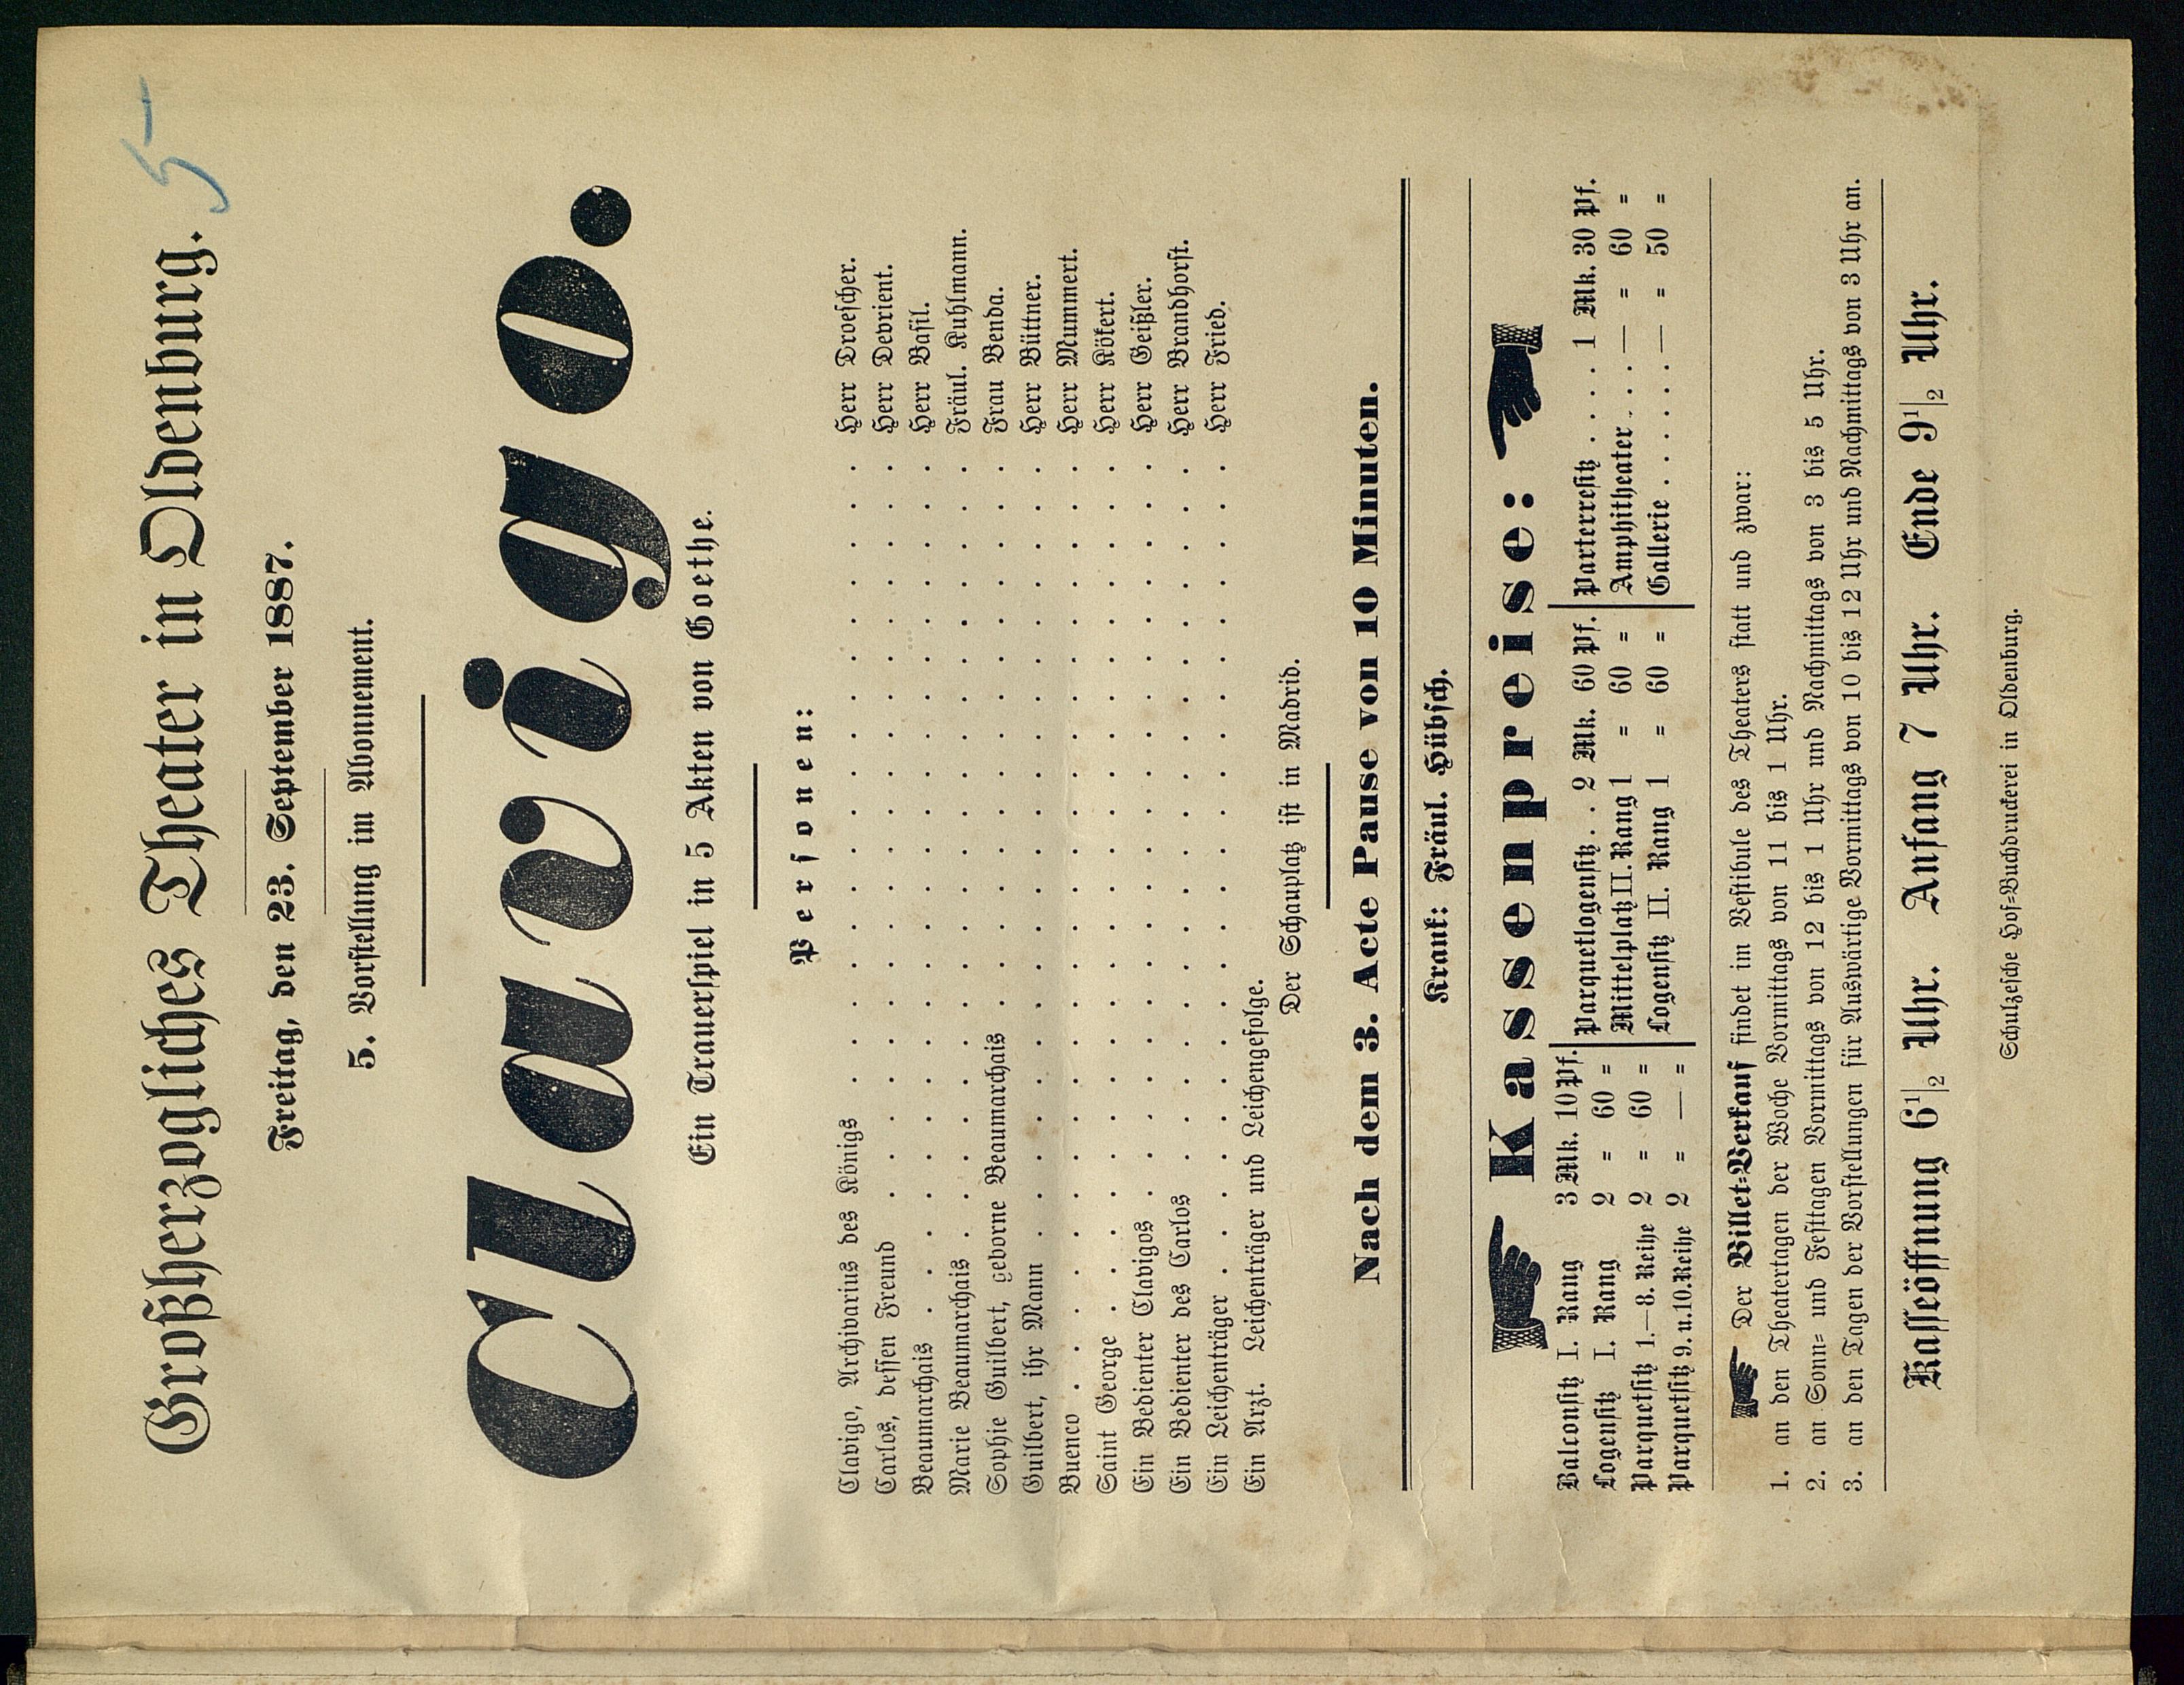 Großherzogliches Theater in Oldenburg.
5
Freitag, den 23. September 1887.
5. Vorstellung im Abonnement.
Clavigo.
Ein Trauerspiel in 5 Akten von Goethe.
Personen:
Clavigo, Archivarius des Königs . . . . . . . . . . . . . . . . . Herr Droescher.
Carlos, dessen Freund . . . . . . . . . . . . . . . . . . . Herr Devrient.
Beaumarchais . . . . . . . . . . . . . . . . . . . . . . . Herr Basil.
Marie Beaumarchais . . . . . . . . . . . . . . . . . . . . Fräul. Kuhlmann.
Sophie Guilbert, geborne Beaumarchais . . . . . . . . . . . . . . Frau Benda.
Guilbert, ihr Mann . . . . . . . . . . . . . . . . . . . . Herr Büttner.
Buenco . . . . . . . . . . . . . . . . . . . . . . . . . Herr Mummert.
Saint George . . . . . . . . . . . . . . . . . . . . . . . Herr Kökert.
Ein Bedienter Clavigos . . . . . . . . . . . . . . . . . . . Herr Geißler.
Ein Bedienter des Carlos . . . . . . . . . . . . . . . . . . Herr Brandhorst.
Ein Leichenträger . . . . . . . . . . . . . . . . . . . . . Herr Fried.
Ein Arzt. Leichenträger und Leichengefolge.
Der Schauplatz ist in Madrid.
Nach dem 3. Acte Pause von 10 Minuten.
Krank: Fräul. Hübsch.
Kassenpreise:
Balconsitz I. Rang 3 Mk. 10 Pf. Parquetlogensitz . . 2 Mk. 60 Pf. Parterresitz . . . . 1 Mk. 30 Pf.
Logensitz I. Rang 2 = 60 = Mittelplatz II. Rang 1 = 60 = Amphitheater . . . — = 60 =
Parquetsitz 1.—8. Reihe 2 = 60 = Logensitz II. Rang 1 = 60 = Gallerie . . . . . . — = 50 =
Parquetsitz 9. u. 10. Reihe 2 = — =
Der Billet=Verkauf findet im Vestibule des Theaters statt und zwar:
1. an den Theatertagen der Woche Vormittags von 11 bis 1 Uhr.
2. an Sonn= und Festtagen Vormittags von 12 bis 1 Uhr und Nachmittags von 3 bis 5 Uhr.
3. an den Tagen der Vorstellungen für Auswärtige Vormittags von 10 bis 12 Uhr und Nachmittags von 3 Uhr an.
Kasseöffnung 6 1/2 Uhr. Anfang 7 Uhr. Ende 9 1/2 Uhr.
Schulzesche Hof=Buchdruckerei in Oldenburg.